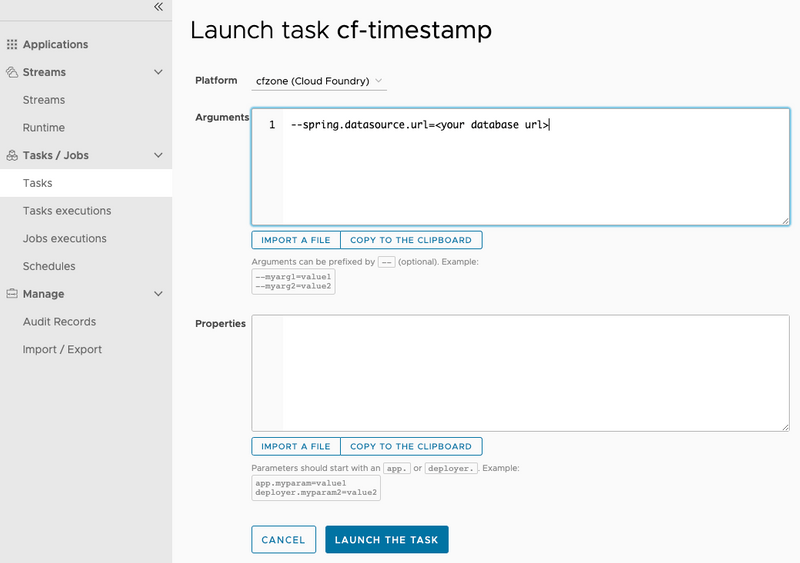 Launch task cf-timestamp
Applications
Streams
Streams
Runtime
Tasks / Jobs
Tasks
Tasks executions
Jobs executions
Schedules
Manage
Audit Records
Import / Export
Platform cfzone (Cloud Foundry)
Arguments
1 --spring.datasource.url=<your database url>
IMPORT A FILE COPY TO THE CLIPBOARD
Arguments can be prefixed by -- (optional). Example:
--myarg1=value1
--myarg2=value2
Properties
IMPORT A FILE COPY TO THE CLIPBOARD
Parameters should start with an app. or deployer. . Example:
app.myparam=value1
deployer.myparam2=value2
CANCEL LAUNCH THE TASK